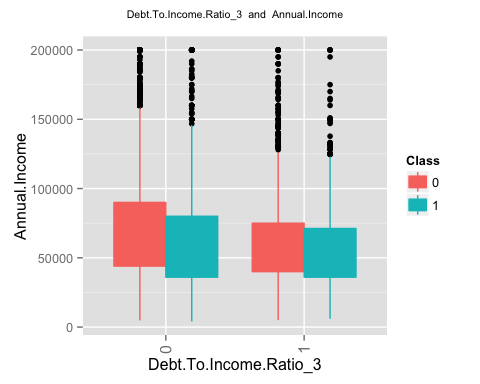 Debt.To.Income.Ratio_3 and Annual.Income
200000
150000
100000
50000
0
Annual.Income
0
1
Debt.To.Income.Ratio_3
Class
0
1